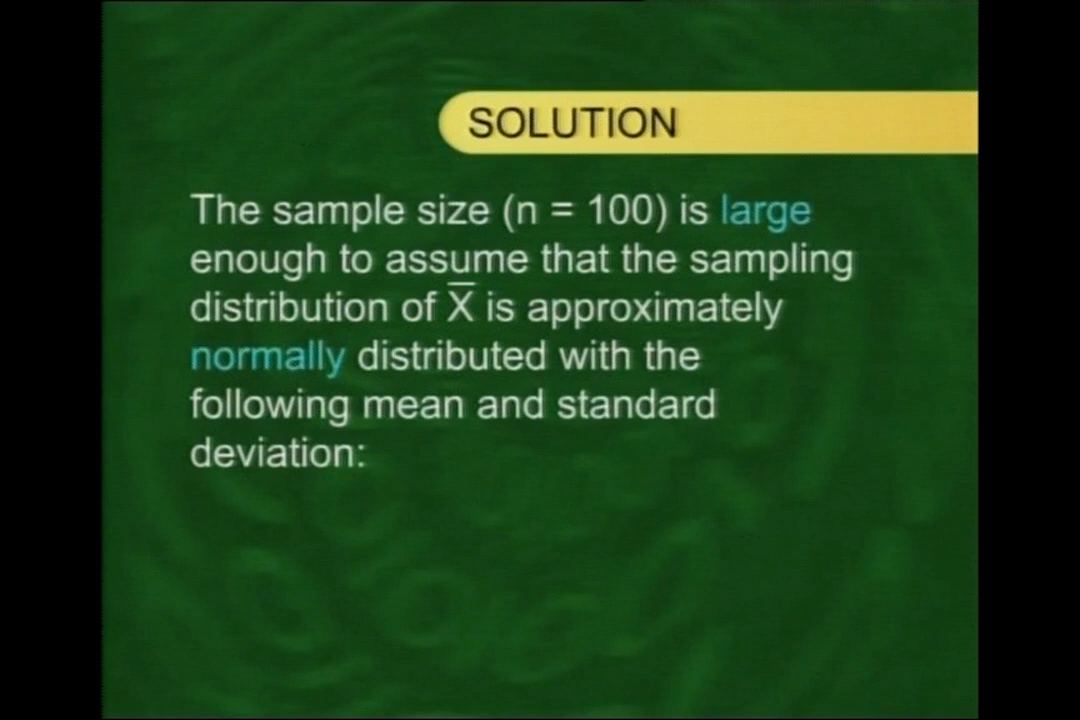 SOLUTION
The sample size (n = 100) is large
enough to assume that the sampling
distribution of X̅ is approximately
normally distributed with the
following mean and standard
deviation: